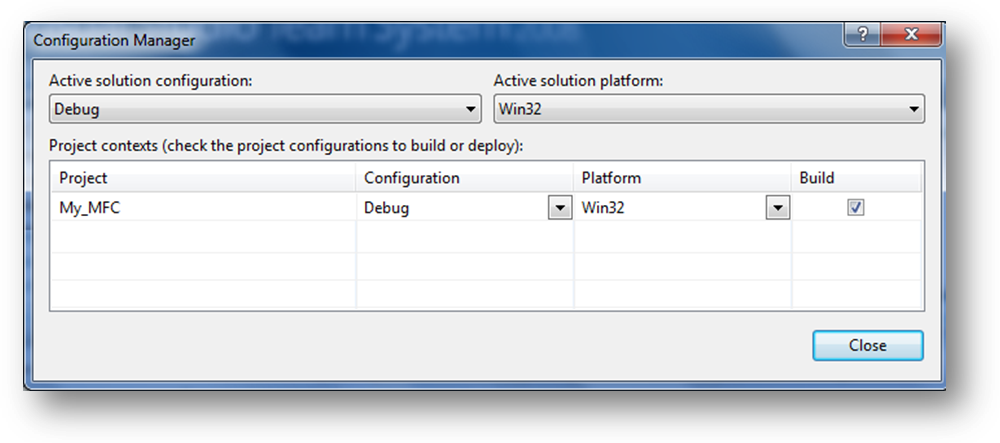 Configuration Manager
Active solution configuration: Active solution platform:
Debug Win32
Project contexts (check the project configurations to build or deploy):
Project Configuration Platform Build
My_MFC Debug Win32
Close